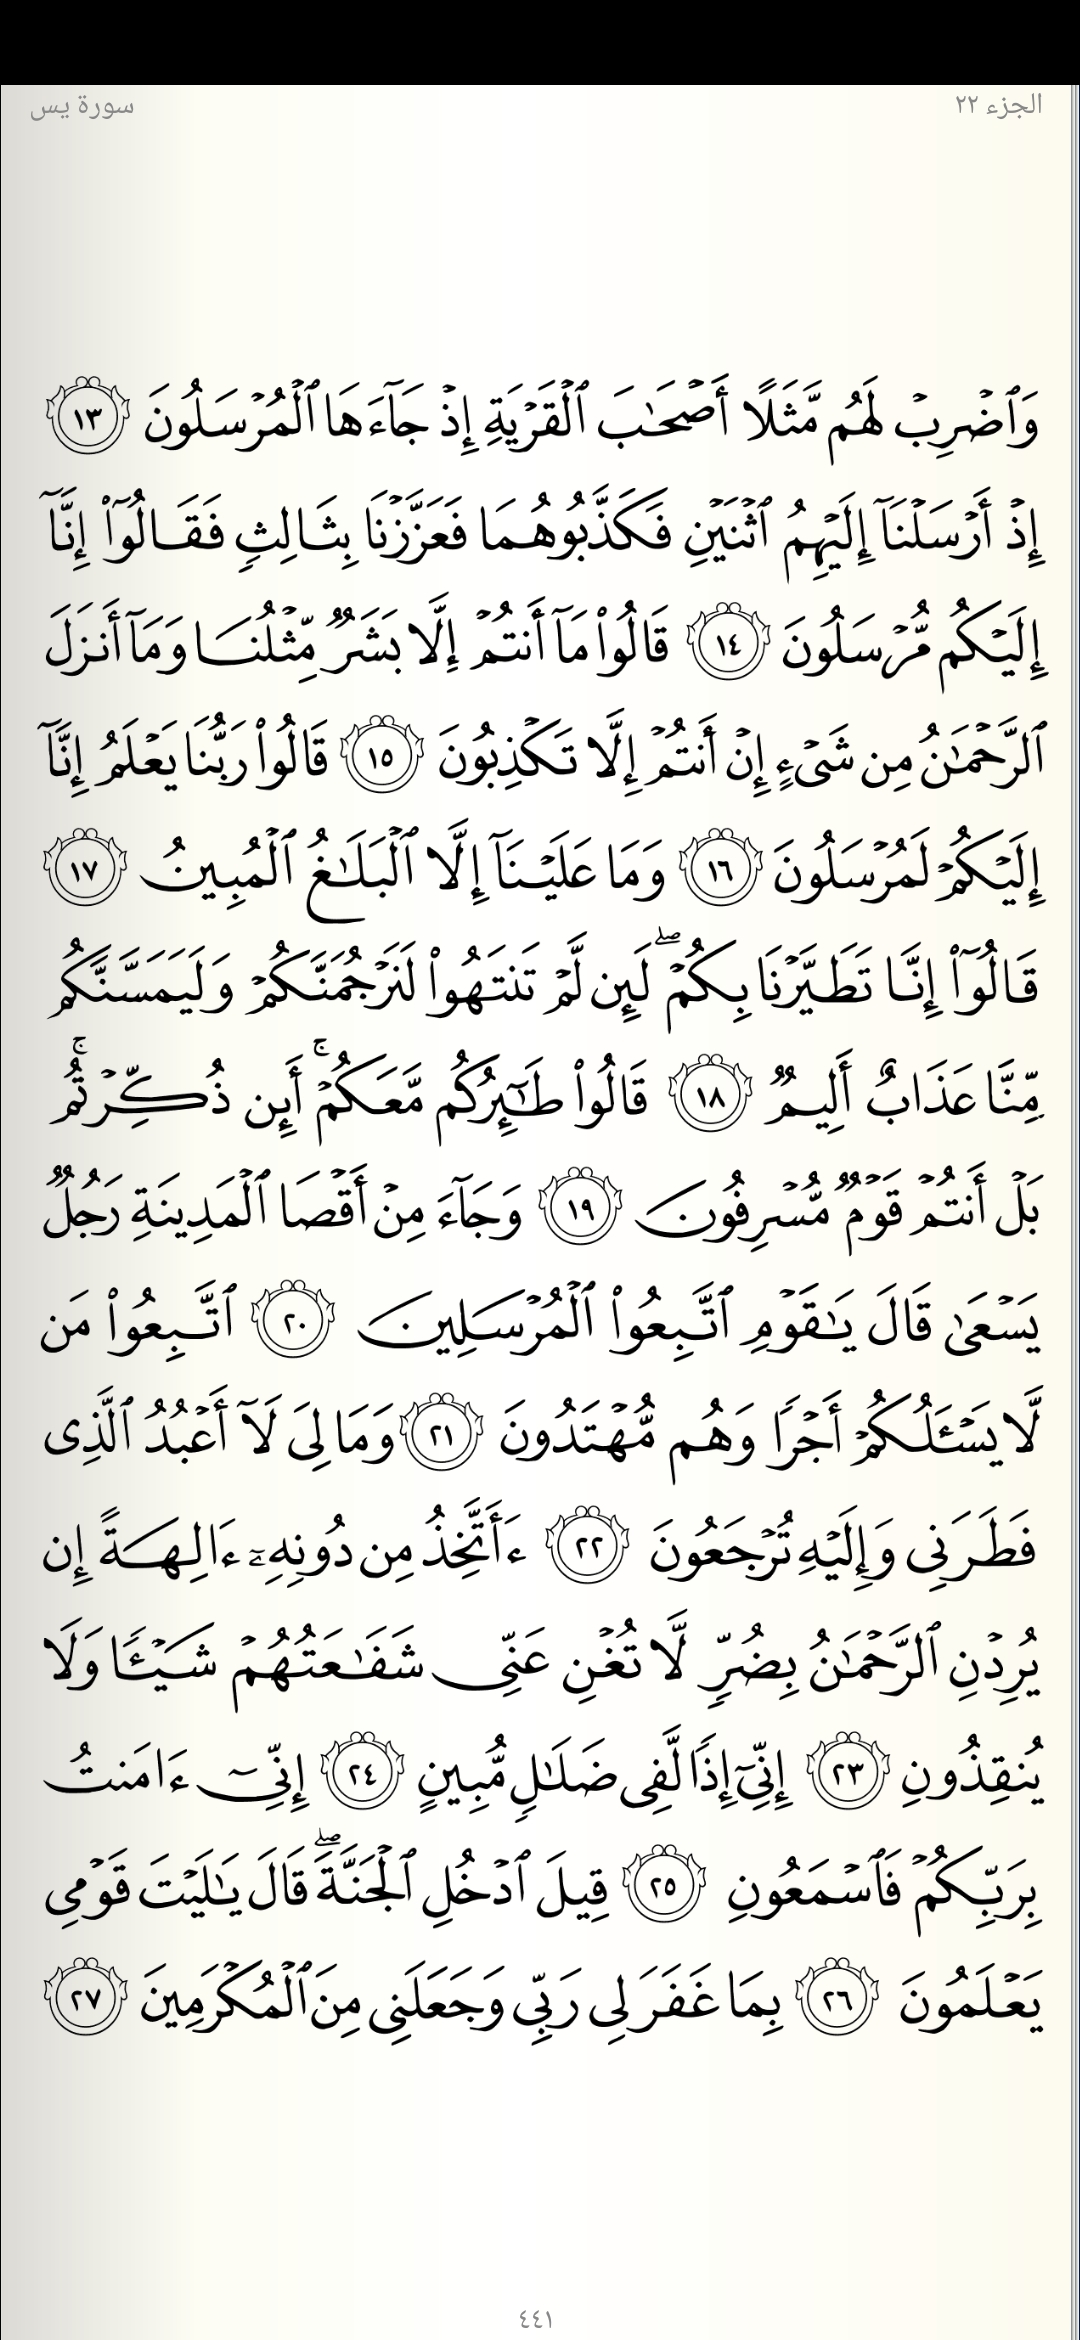 الجزء ٢٢
سورة يس
وَٱضۡرِبۡ لَهُم مَّثَلًا أَصۡحَٰبَ ٱلۡقَرۡيَةِ إِذۡ جَآءَهَا ٱلۡمُرۡسَلُونَ ١٣
إِذۡ أَرۡسَلۡنَآ إِلَيۡهِمُ ٱثۡنَيۡنِ فَكَذَّبُوهُمَا فَعَزَّزۡنَا بِثَالِثٖ فَقَالُوٓاْ إِنَّآ
إِلَيۡكُم مُّرۡسَلُونَ ١٤ قَالُواْ مَآ أَنتُمۡ إِلَّا بَشَرٞ مِّثۡلُنَا وَمَآ أَنزَلَ
ٱلرَّحۡمَٰنُ مِن شَيۡءٍ إِنۡ أَنتُمۡ إِلَّا تَكۡذِبُونَ ١٥ قَالُواْ رَبُّنَا يَعۡلَمُ إِنَّآ
إِلَيۡكُمۡ لَمُرۡسَلُونَ ١٦ وَمَا عَلَيۡنَآ إِلَّا ٱلۡبَلَٰغُ ٱلۡمُبِينُ ١٧
قَالُوٓاْ إِنَّا تَطَيَّرۡنَا بِكُمۡۖ لَئِن لَّمۡ تَنتَهُواْ لَنَرۡجُمَنَّكُمۡ وَلَيَمَسَّنَّكُم
مِّنَّا عَذَابٌ أَلِيمٞ ١٨ قَالُواْ طَٰٓئِرُكُم مَّعَكُمۡۚ أَئِن ذُكِّرۡتُمۚ
بَلۡ أَنتُمۡ قَوۡمٞ مُّسۡرِفُونَ ١٩ وَجَآءَ مِنۡ أَقۡصَا ٱلۡمَدِينَةِ رَجُلٞ
يَسۡعَىٰ قَالَ يَٰقَوۡمِ ٱتَّبِعُواْ ٱلۡمُرۡسَلِينَ ٢٠ ٱتَّبِعُواْ مَن
لَّا يَسۡـَٔلُكُمۡ أَجۡرٗا وَهُم مُّهۡتَدُونَ ٢١ وَمَا لِيَ لَآ أَعۡبُدُ ٱلَّذِي
فَطَرَنِي وَإِلَيۡهِ تُرۡجَعُونَ ٢٢ ءَأَتَّخِذُ مِن دُونِهِۦٓ ءَالِهَةً إِن
يُرِدۡنِ ٱلرَّحۡمَٰنُ بِضُرّٖ لَّا تُغۡنِ عَنِّي شَفَٰعَتُهُمۡ شَيۡـٔٗا وَلَا
يُنقِذُونِ ٢٣ إِنِّيٓ إِذٗا لَّفِي ضَلَٰلٖ مُّبِينٍ ٢٤ إِنِّيٓ ءَامَنتُ
بِرَبِّكُمۡ فَٱسۡمَعُونِ ٢٥ قِيلَ ٱدۡخُلِ ٱلۡجَنَّةَۖ قَالَ يَٰلَيۡتَ قَوۡمِي
يَعۡلَمُونَ ٢٦ بِمَا غَفَرَ لِي رَبِّي وَجَعَلَنِي مِنَ ٱلۡمُكۡرَمِينَ ٢٧
٤٤١